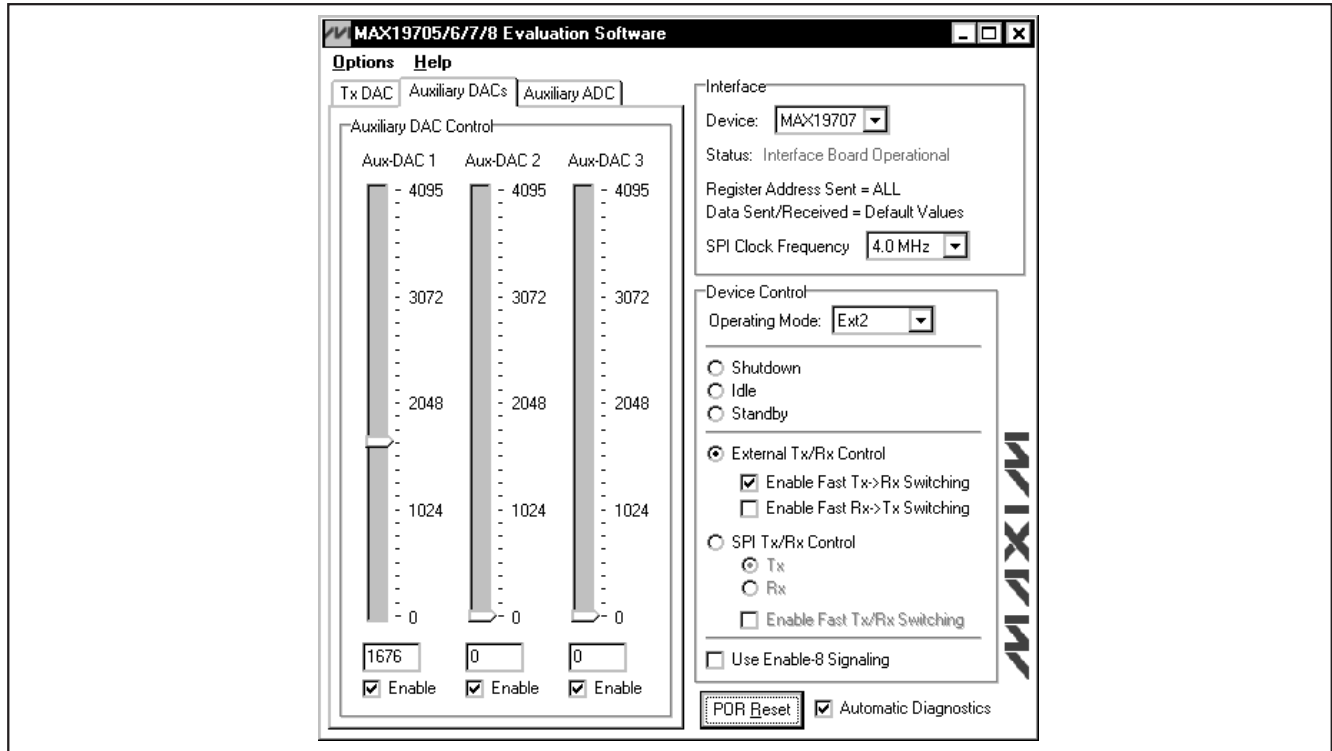 MAX19705/6/7/8 Evaluation Software
Options Help
Tx DAC Auxiliary DACs Auxiliary ADC
Auxiliary DAC Control
Aux-DAC 1 Aux-DAC 2 Aux-DAC 3
4095 4095 4095
3072 3072 3072
2048 2048 2048
1024 1024 1024
0 0 0
1676 0 0
Enable Enable Enable
Interface
Device: MAX19707
Status: Interface Board Operational
Register Address Sent = ALL
Data Sent/Received = Default Values
SPI Clock Frequency 4.0 MHz
Device Control
Operating Mode: Ext2
Shutdown
Idle
Standby
External Tx/Rx Control
Enable Fast Tx->Rx Switching
Enable Fast Rx->Tx Switching
SPI Tx/Rx Control
Tx
Rx
Enable Fast Tx/Rx Switching
Use Enable-8 Signaling
POR Reset Automatic Diagnostics
MAXIM